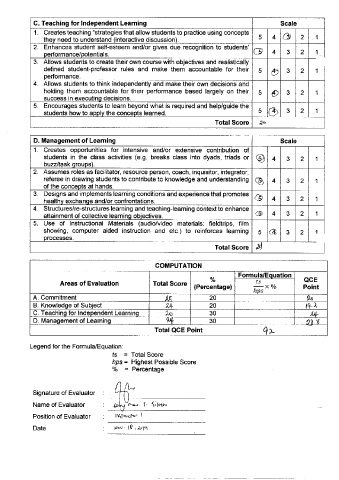 C. Teaching for Independent Learning Scale
1. Creates teaching "strategies that allow students to practice using concepts
they need to understand (interactive discussion). 5 4 3 2 1
2. Enhances student self-esteem and/or gives due recognition to students'
performance/potentials. 5 4 3 2 1
3. Allows students to create their own course with objectives and realistically
defined student-professor rules and make them accountable for their
performance. 5 4 3 2 1
4. Allows students to think independently and make their own decisions and
holding them accountable for their performance based largely on their
success in executing decisions. 5 4 3 2 1
5. Encourages students to learn beyond what is required and help/guide the
students how to apply the concepts learned. 5 4 3 2 1
Total Score 20
D. Management of Learning Scale
1. Creates opportunities for intensive and/or extensive contribution of
students in the class activities (e.g. breaks class into dyads, triads or
buzz/task groups). 5 4 3 2 1
2. Assumes roles as facilitator, resource person, coach, inquisitor, integrator,
referee in drawing students to contribute to knowledge and understanding
of the concepts at hands. 5 4 3 2 1
3. Designs and implements learning conditions and experience that promotes
healthy exchange and/or confrontations. 5 4 3 2 1
4. Structures/re-structures learning and teaching-learning context to enhance
attainment of collective learning objectives. 5 4 3 2 1
5. Use of Instructional Materials (audio/video materials: fieldtrips, film
showing, computer aided instruction and etc.) to reinforces learning
processes. 5 4 3 2 1
Total Score
COMPUTATION
Areas of Evaluation Total Score % (Percentage) Formula/Equation ts/hps × % QCE Point
A. Commitment 25 20 20
B. Knowledge of Subject 24 20 19.2
C. Teaching for Independent Learning 20 30 24
D. Management of Learning 24 30 28.8
Total QCE Point 92
Legend for the Formula/Equation:
ts = Total Score
hps = Highest Possible Score
% = Percentage
Signature of Evaluator :
Name of Evaluator :
Position of Evaluator : Instructor I
Date :